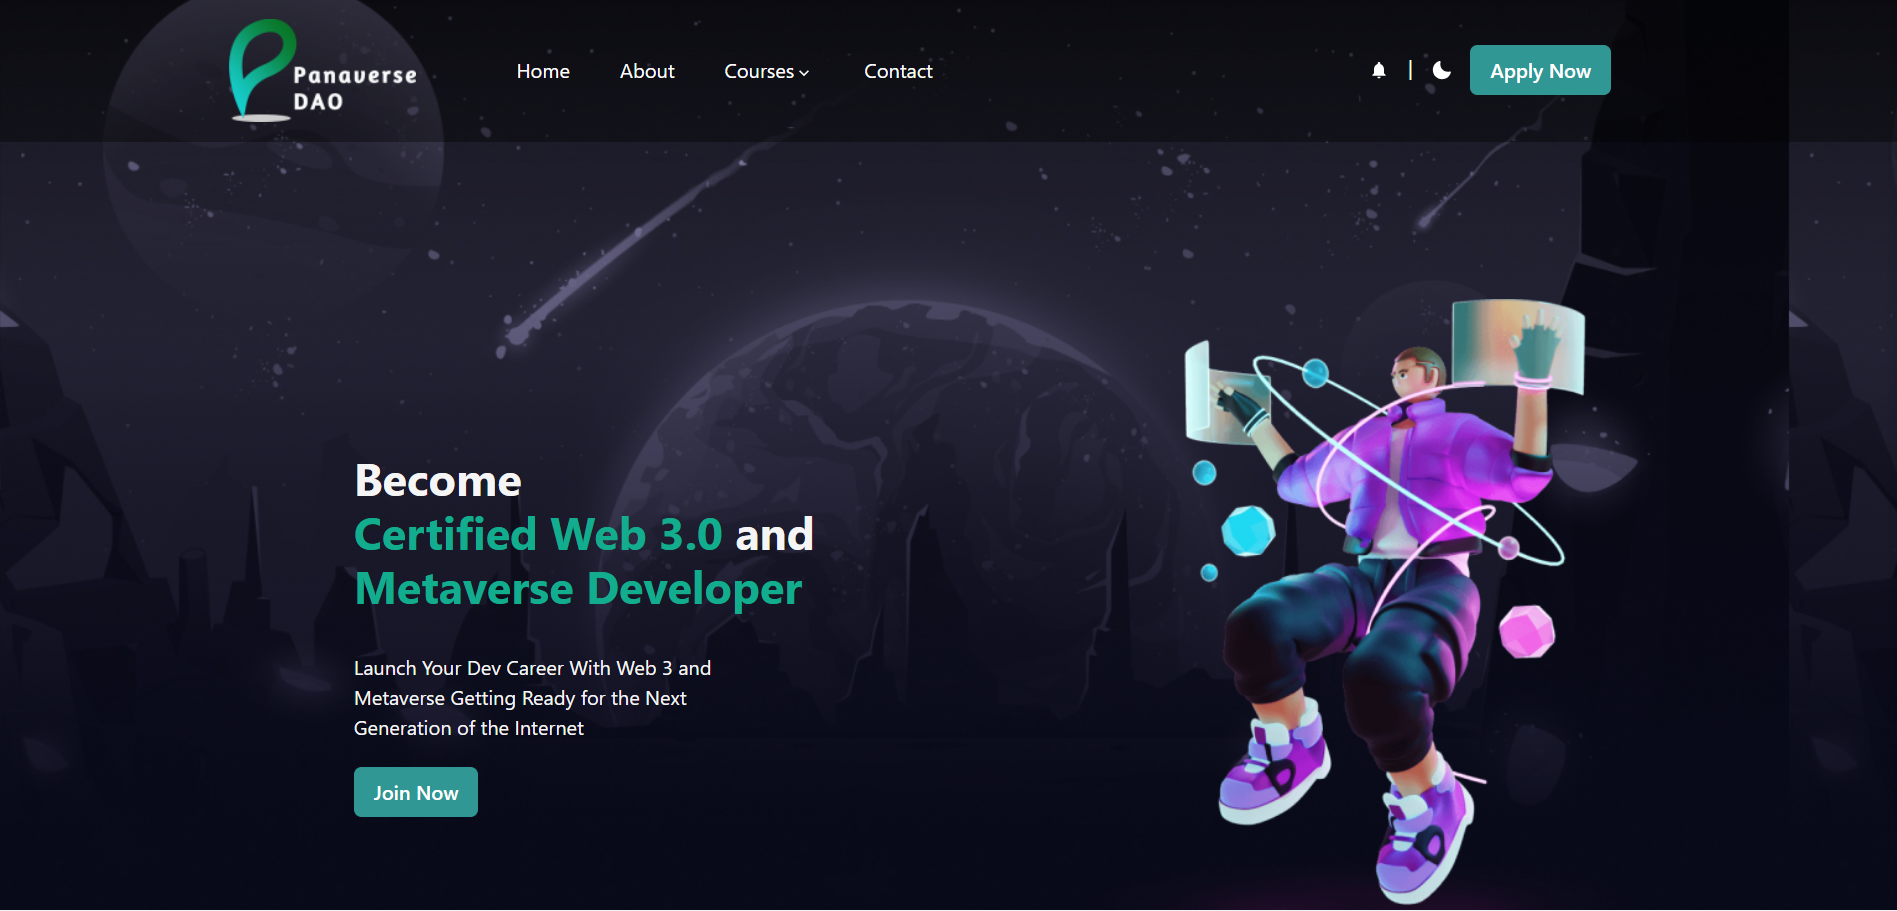 Panaverse
DAO
Home
About
Courses
Contact
Apply Now
Become
Certified Web 3.0 and
Metaverse Developer
Launch Your Dev Career With Web 3 and
Metaverse Getting Ready for the Next
Generation of the Internet
Join Now